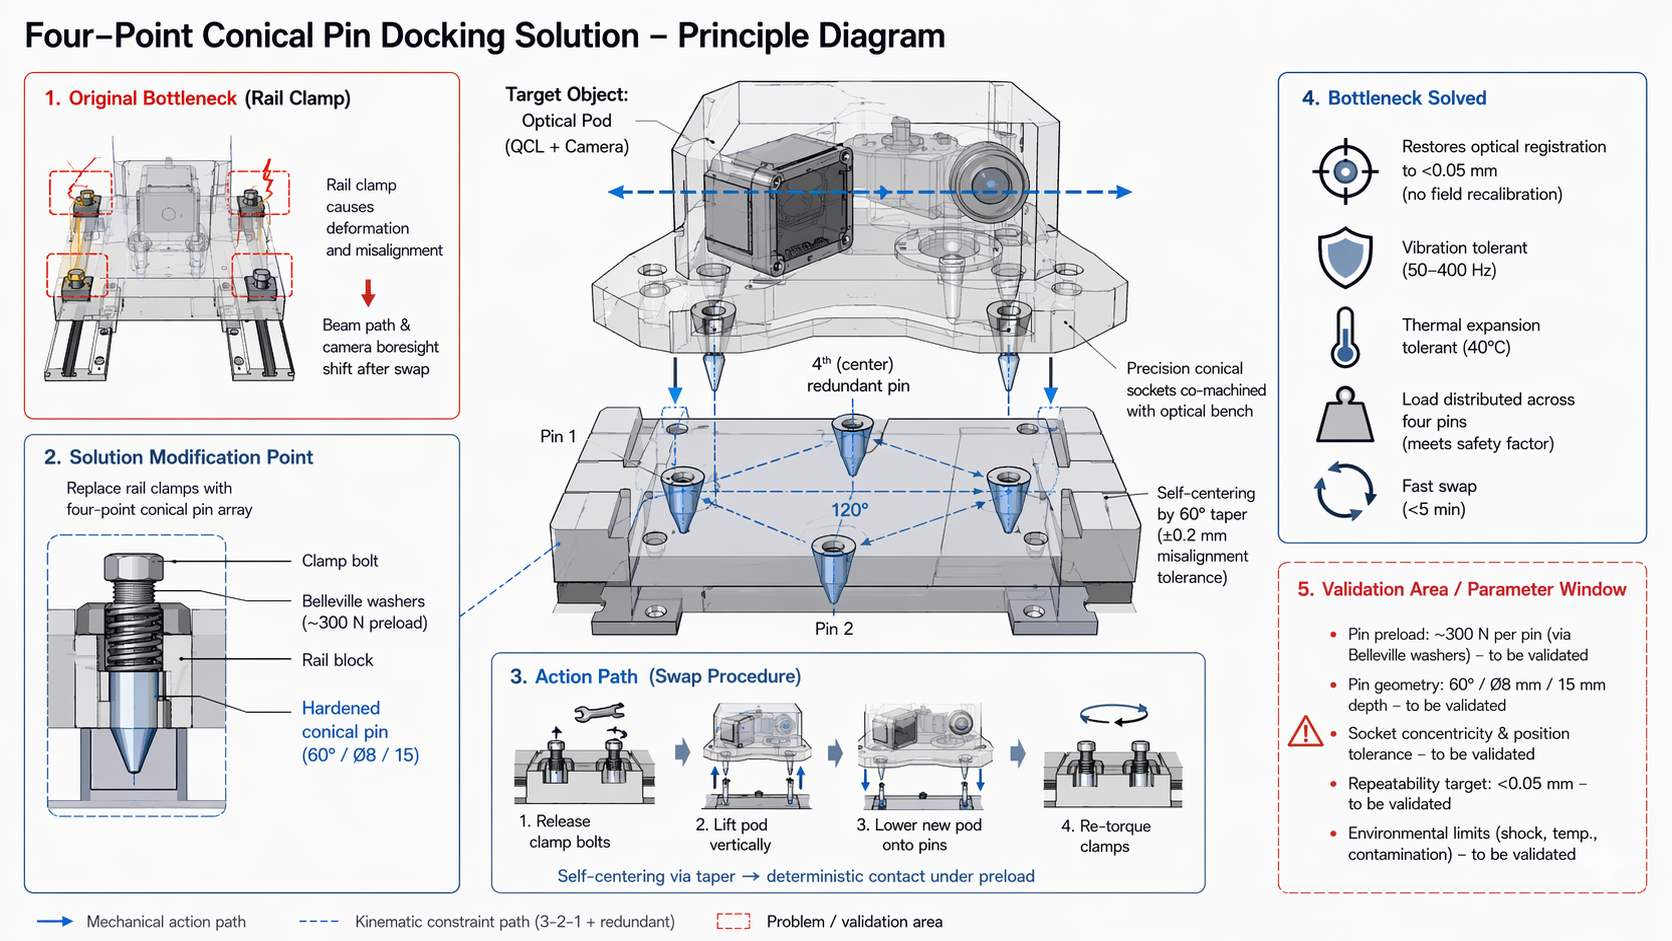 Four–Point Conical Pin Docking Solution – Principle Diagram
1. Original Bottleneck (Rail Clamp)
Rail clamp
causes
deformation
and misalignment
Beam path &
camera boresight
shift after swap
2. Solution Modification Point
Replace rail clamps with
four–point conical pin array
Clamp bolt
Belleville washers
(~300 N preload)
Rail block
Hardened
conical pin
(60° / Ø8 / 15)
Target Object:
Optical Pod
(QCL + Camera)
4th (center)
redundant pin
Precision conical
sockets co–machined
with optical bench
Pin 1
120°
Self–centering
by 60° taper
(±0.2 mm
misalignment
tolerance)
Pin 2
3. Action Path (Swap Procedure)
1. Release
clamp bolts
2. Lift pod
vertically
3. Lower new pod
onto pins
4. Re–torque
clamps
Self–centering via taper → deterministic contact under preload
4. Bottleneck Solved
Restores optical registration
to <0.05 mm
(no field recalibration)
Vibration tolerant
(50–400 Hz)
Thermal expansion
tolerant (40°C)
Load distributed across
four pins
(meets safety factor)
Fast swap
(<5 min)
5. Validation Area / Parameter Window
• Pin preload: ~300 N per pin (via
Belleville washers) – to be validated
• Pin geometry: 60° / Ø8 mm / 15 mm
depth – to be validated
• Socket concentricity & position
tolerance – to be validated
• Repeatability target: <0.05 mm –
to be validated
• Environmental limits (shock, temp.,
contamination) – to be validated
Mechanical action path
Kinematic constraint path (3–2–1 + redundant)
Problem / validation area